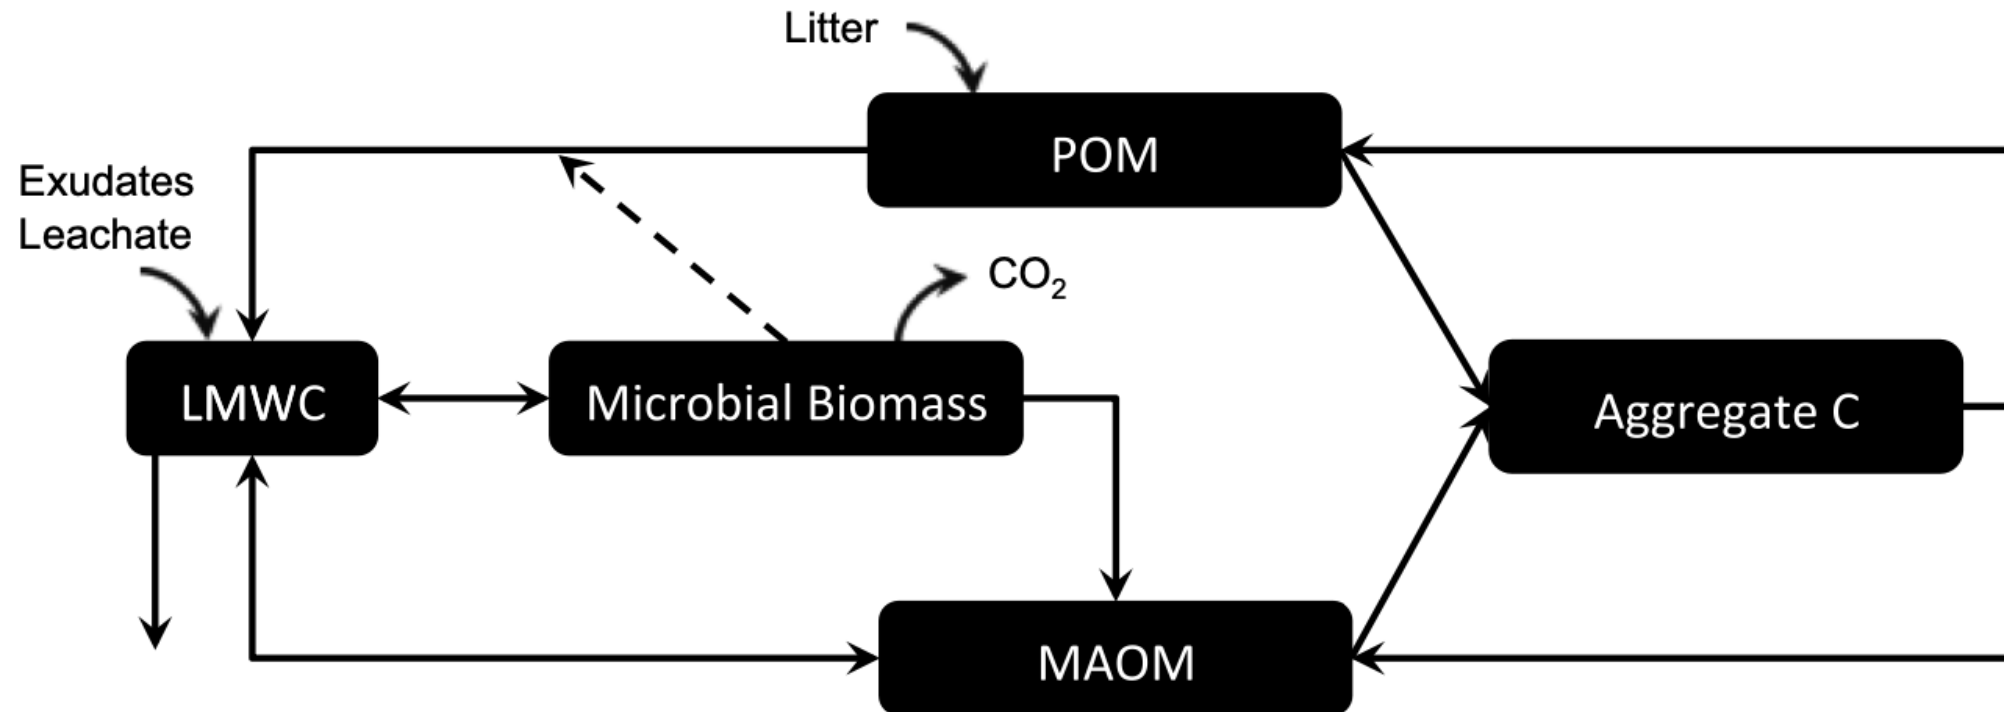 Litter
POM
Exudates
Leachate
CO₂
LMWC
Microbial Biomass
Aggregate C
MAOM